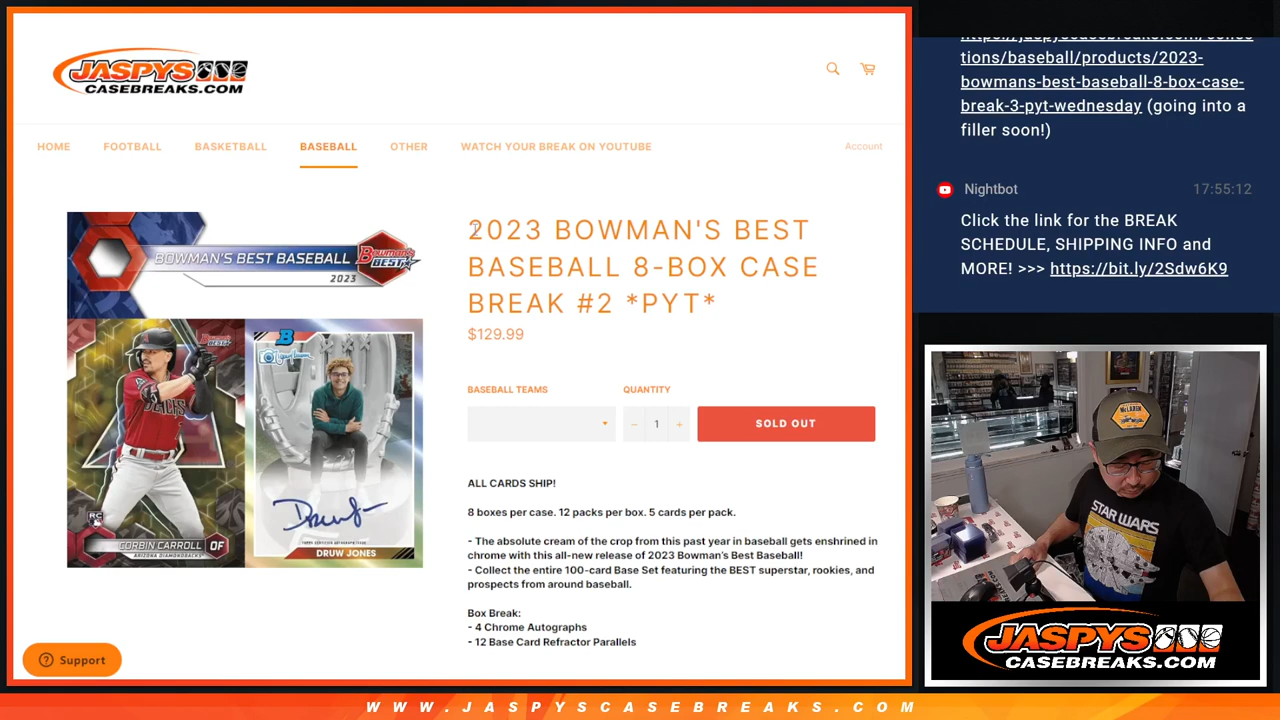 JASPYS
CASEBREAKS.COM
HOME FOOTBALL BASKETBALL BASEBALL OTHER WATCH YOUR BREAK ON YOUTUBE Account
BOWMAN'S BEST BASEBALL
Bowman's
BEST
2023
RC
CORBIN CARROLL OF
ARIZONA DIAMONDBACKS
B
DRUW JONES
2023 BOWMAN'S BEST
BASEBALL 8-BOX CASE
BREAK #2 *PYT*
$129.99
BASEBALL TEAMS QUANTITY
− 1 + SOLD OUT
ALL CARDS SHIP!
8 boxes per case. 12 packs per box. 5 cards per pack.
- The absolute cream of the crop from this past year in baseball gets enshrined in
chrome with this all-new release of 2023 Bowman's Best Baseball!
- Collect the entire 100-card Base Set featuring the BEST superstar, rookies, and
prospects from around baseball.
Box Break:
- 4 Chrome Autographs
- 12 Base Card Refractor Parallels
Support
tions/baseball/products/2023-
bowmans-best-baseball-8-box-case-
break-3-pyt-wednesday (going into a
filler soon!)
Nightbot 17:55:12
Click the link for the BREAK
SCHEDULE, SHIPPING INFO and
MORE! >>> https://bit.ly/2Sdw6K9
McLAREN
STAR WARS
JASPYS
CASEBREAKS.COM
WWW.JASPYSCASEBREAKS.COM